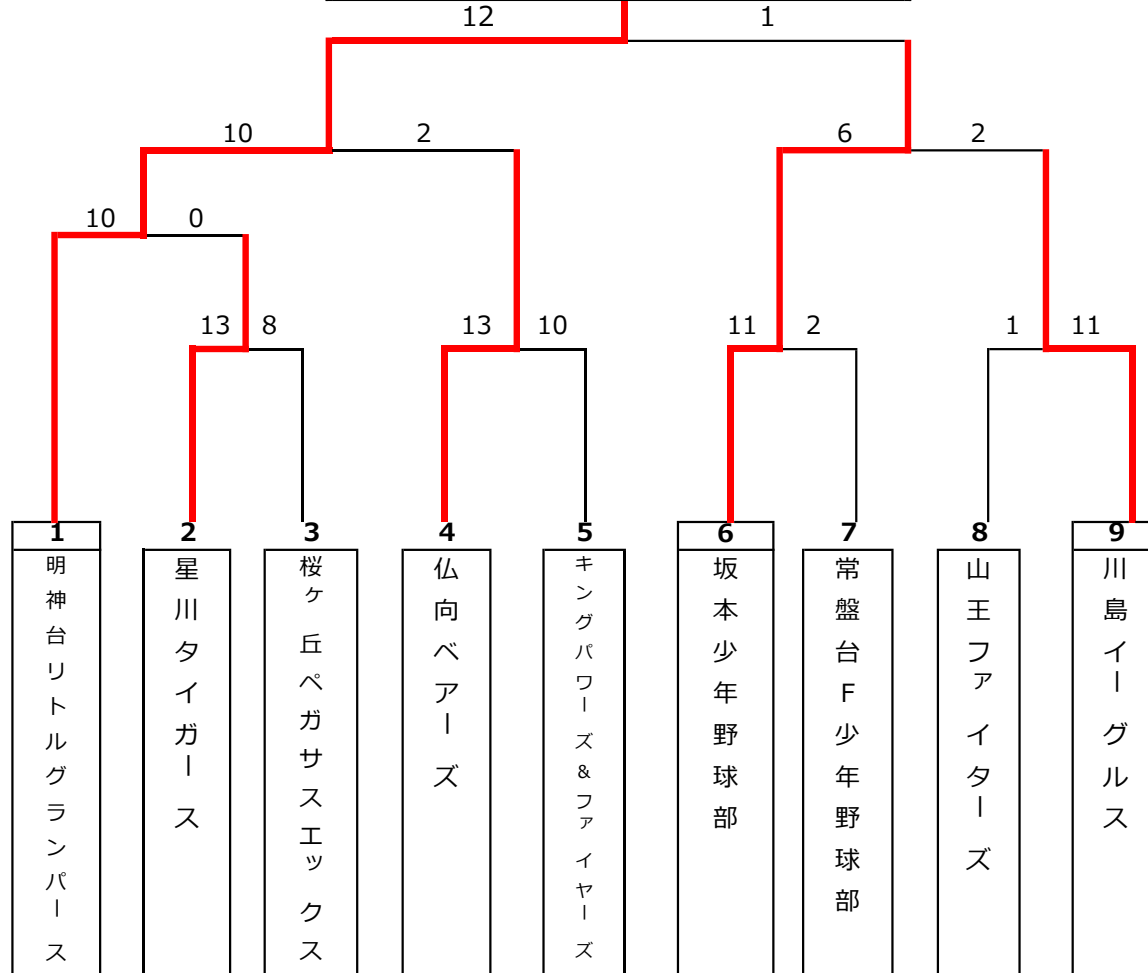 12 1
10 2 6 2
10 0
13 8 13 10 11 2 1 11
1 2 3 4 5 6 7 8 9
明神台リトルグランパース
星川タイガース
桜ヶ丘ペガサスエックス
仏向ベアーズ
キングパワーズ&ファイヤーズ
坂本少年野球部
常盤台F少年野球部
山王ファイターズ
川島イーグルス